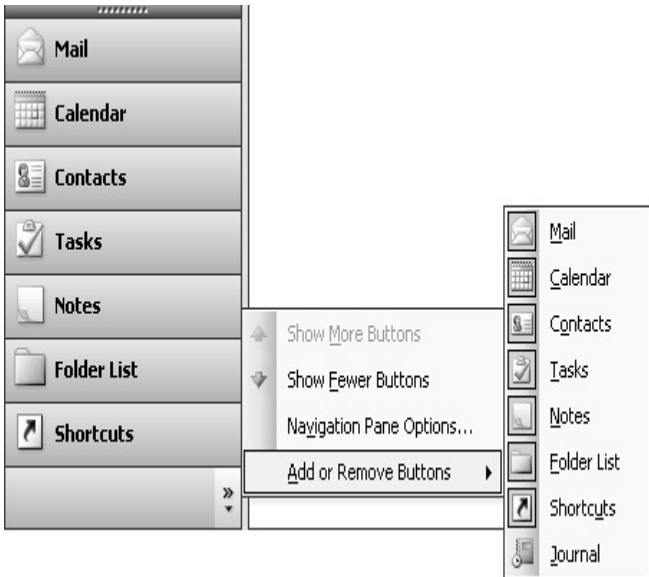 Mail
Calendar
Contacts
Tasks
Notes
Folder List
Shortcuts
Show More Buttons
Show Fewer Buttons
Navigation Pane Options...
Add or Remove Buttons
Mail
Calendar
Contacts
Tasks
Notes
Folder List
Shortcuts
Journal